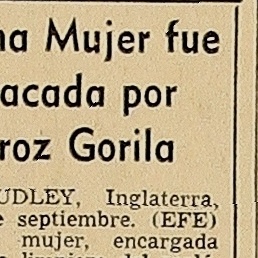 na Mujer fue
acada por
roz Gorila
UDLEY, Inglaterra,
e septiembre. (EFE)
mujer, encargada